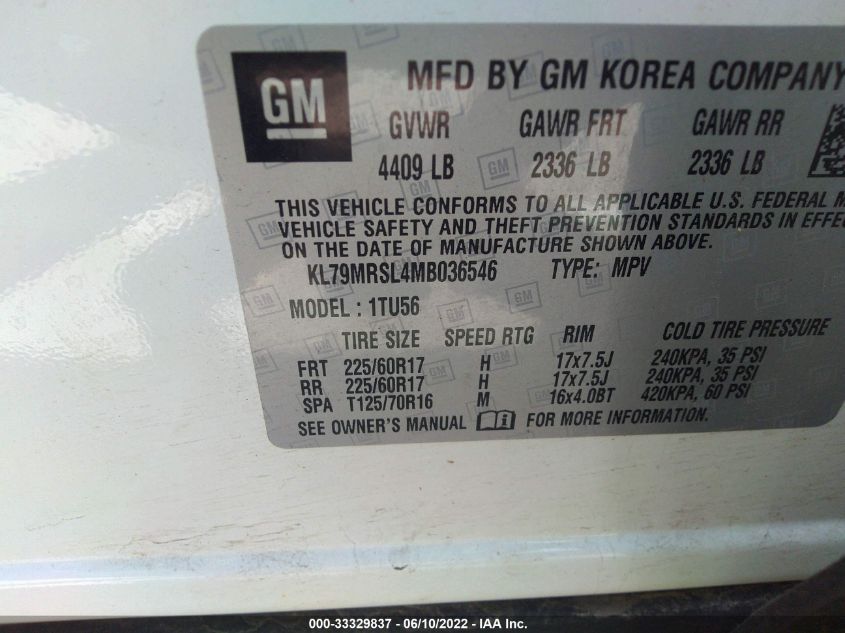 GM
MFD BY GM KOREA COMPANY
GVWR GAWR FRT GAWR RR
4409 LB 2336 LB 2336 LB
THIS VEHICLE CONFORMS TO ALL APPLICABLE U.S. FEDERAL M
VEHICLE SAFETY AND THEFT PREVENTION STANDARDS IN EFFE
ON THE DATE OF MANUFACTURE SHOWN ABOVE.
KL79MRSL4MB036546 TYPE: MPV
MODEL : 1TU56
TIRE SIZE SPEED RTG RIM COLD TIRE PRESSURE
FRT 225/60R17 H 17x7.5J 240KPA, 35 PSI
RR 225/60R17 H 17x7.5J 240KPA, 35 PSI
SPA T125/70R16 M 16x4.0BT 420KPA, 60 PSI
SEE OWNER'S MANUAL FOR MORE INFORMATION.
000-33329837 - 06/10/2022 - IAA Inc.